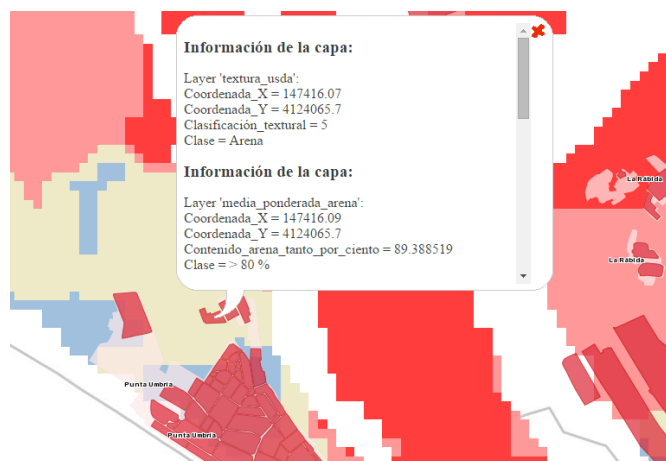 Información de la capa:
Layer 'textura_usda':
Coordenada_X = 147416.07
Coordenada_Y = 4124065.7
Clasificación_textural = 5
Clase = Arena
Información de la capa:
Layer 'media_ponderada_arena':
Coordenada_X = 147416.09
Coordenada_Y = 4124065.7
Contenido_arena_tanto_por_ciento = 89.388519
Clase = > 80 %
La Rábida
La Rábida
Punta Umbría
Punta Umbría